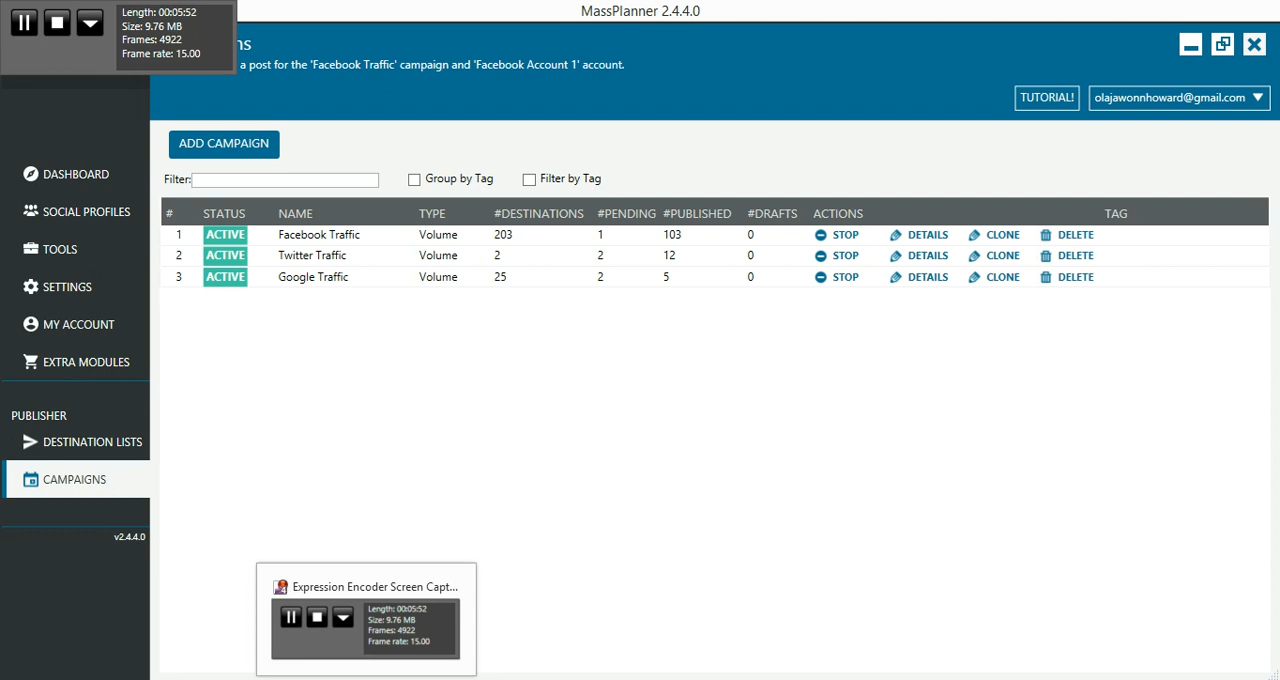 MassPlanner 2.4.4.0
Length: 00:05:52
Size: 9.76 MB
Frames: 4922
Frame rate: 15.00
ns
a post for the 'Facebook Traffic' campaign and 'Facebook Account 1' account.
TUTORIAL! olajawonnhoward@gmail.com
ADD CAMPAIGN
Filter: Group by Tag Filter by Tag
DASHBOARD
SOCIAL PROFILES
TOOLS
SETTINGS
MY ACCOUNT
EXTRA MODULES
PUBLISHER
DESTINATION LISTS
CAMPAIGNS
v2.4.4.0
# STATUS NAME TYPE #DESTINATIONS #PENDING #PUBLISHED #DRAFTS ACTIONS TAG
1 ACTIVE Facebook Traffic Volume 203 1 103 0 STOP DETAILS CLONE DELETE
2 ACTIVE Twitter Traffic Volume 2 2 12 0 STOP DETAILS CLONE DELETE
3 ACTIVE Google Traffic Volume 25 2 5 0 STOP DETAILS CLONE DELETE
Expression Encoder Screen Capt...
Length: 00:05:52
Size: 9.76 MB
Frames: 4922
Frame rate: 15.00